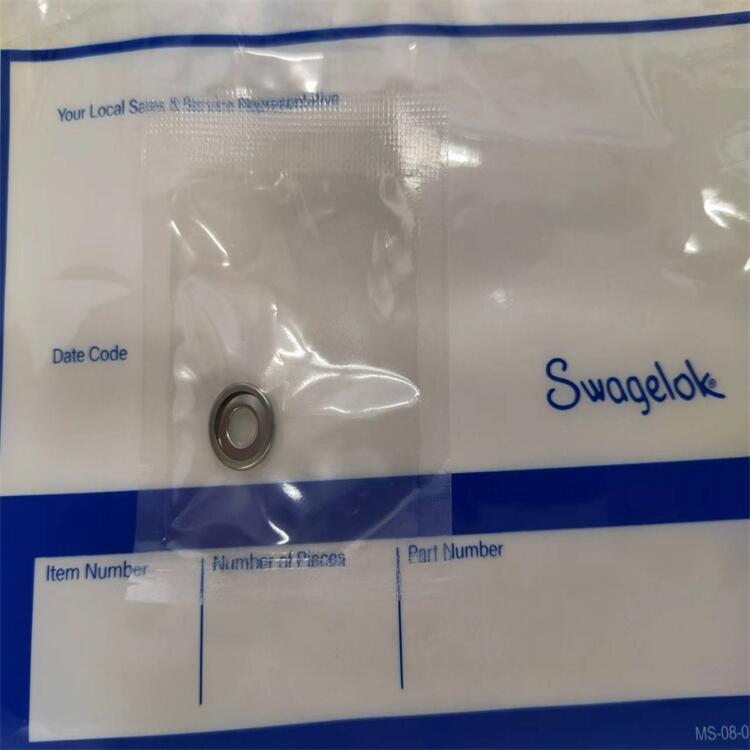 Your Local Sales & Service Representative
Date Code
Swagelok®
Item Number
Number of Pieces
Part Number
MS-08-0